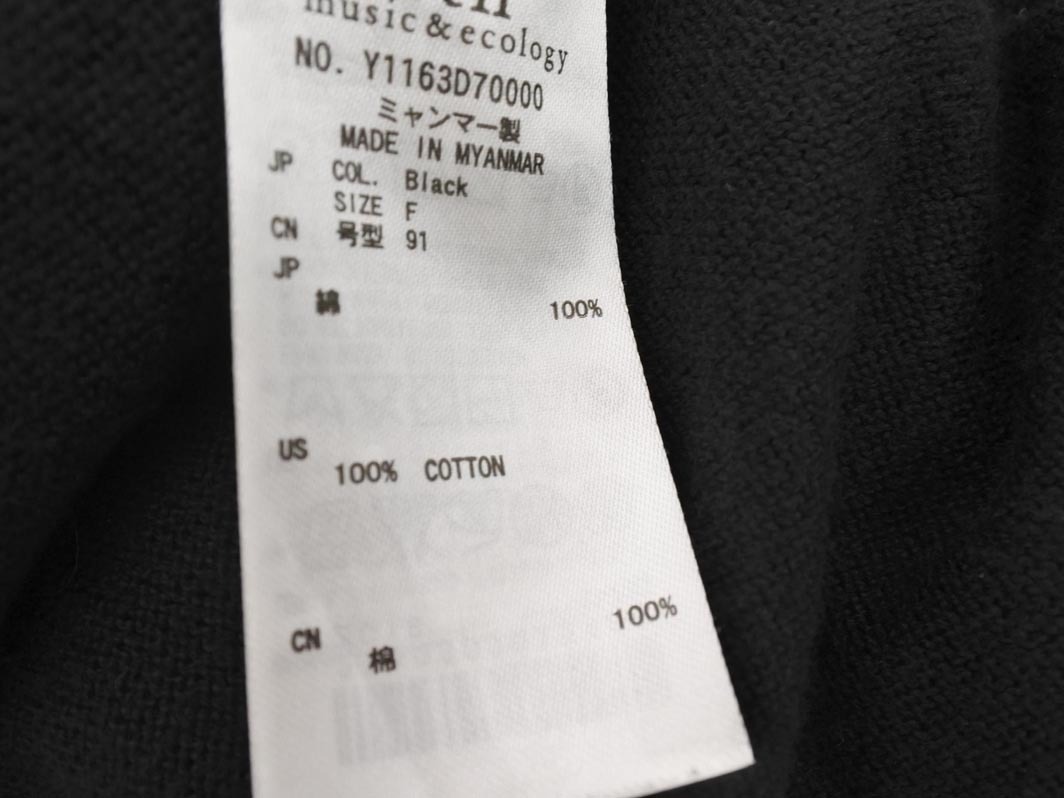 music & ecology
NO. Y1163D70000
ミャンマー製
MADE IN MYANMAR
JP COL. Black
SIZE F
CN 号型 91
JP
綿 100%
US
100% COTTON
CN
棉 100%